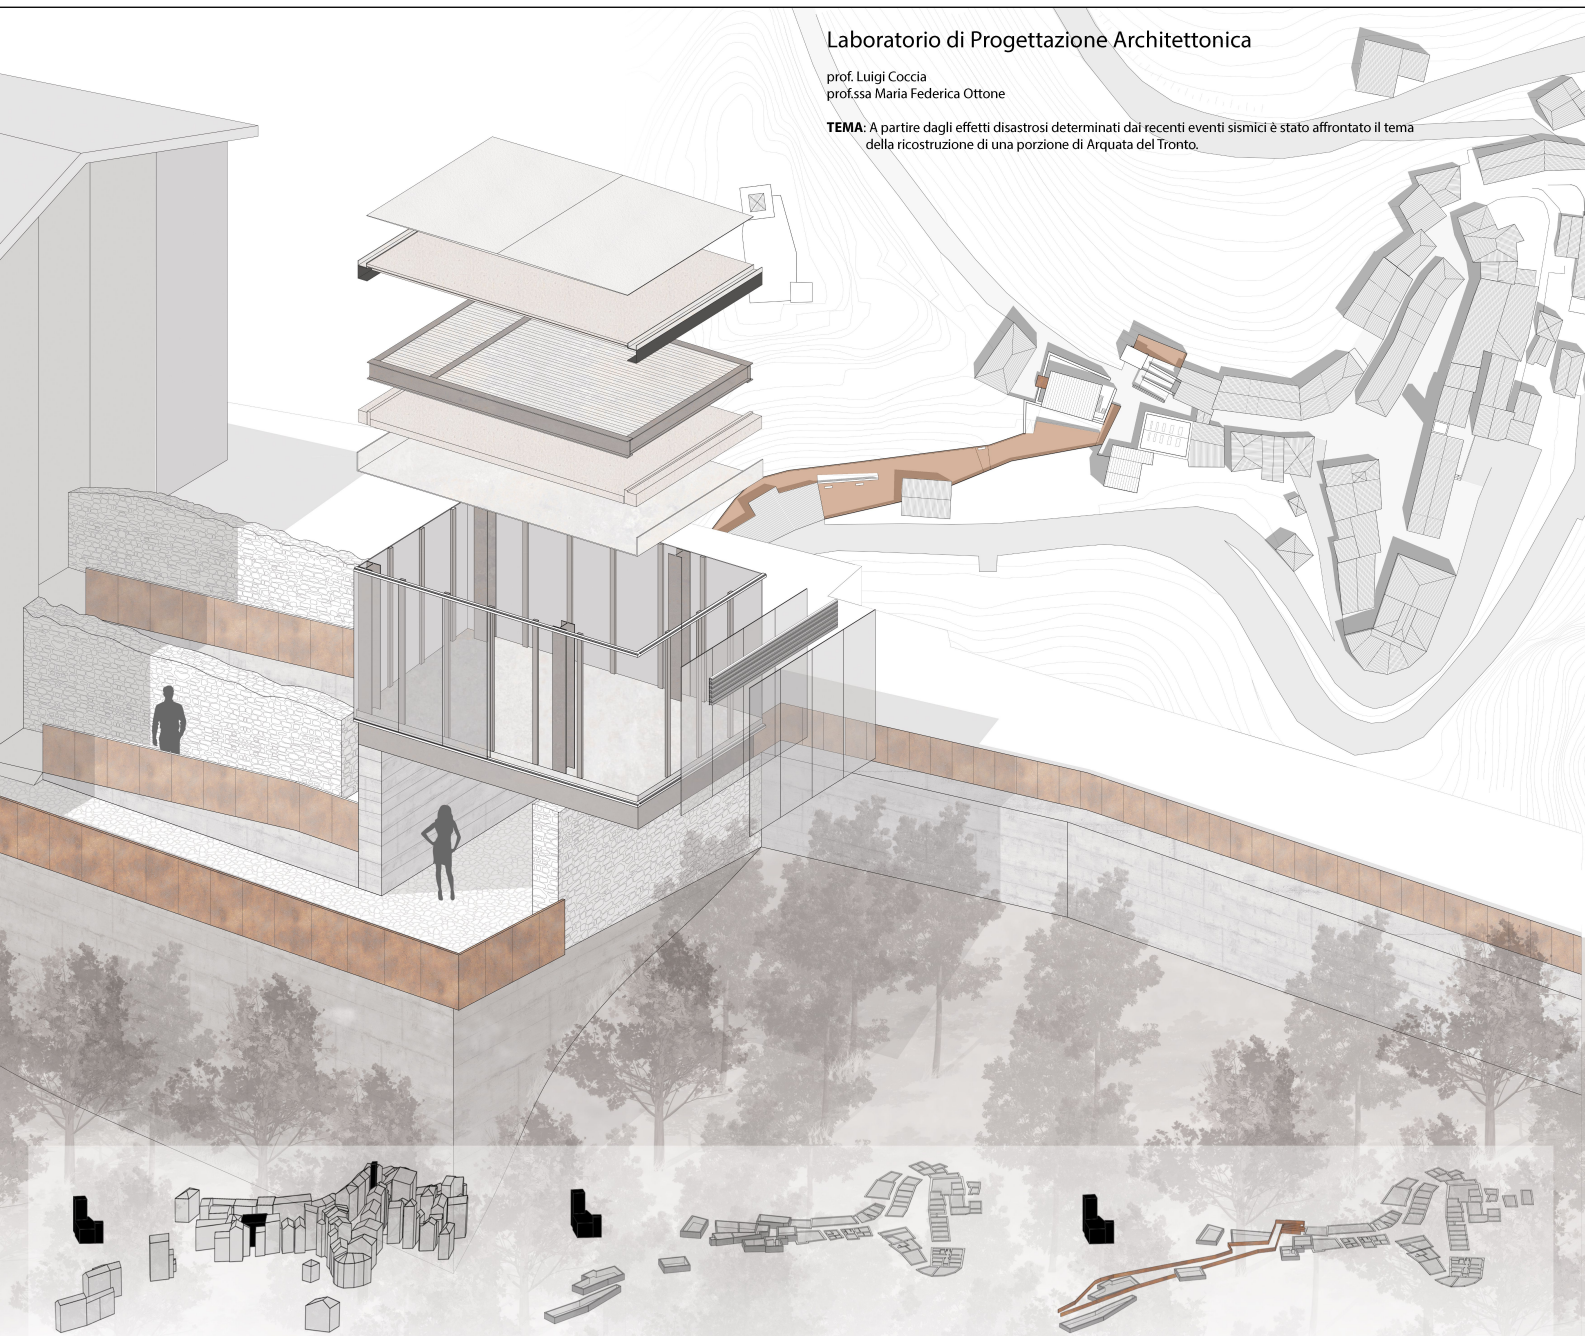 Laboratorio di Progettazione Architettonica
prof. Luigi Coccia
prof.ssa Maria Federica Ottone
TEMA: A partire dagli effetti disastrosi determinati dai recenti eventi sismici è stato affrontato il tema
della ricostruzione di una porzione di Arquata del Tronto.